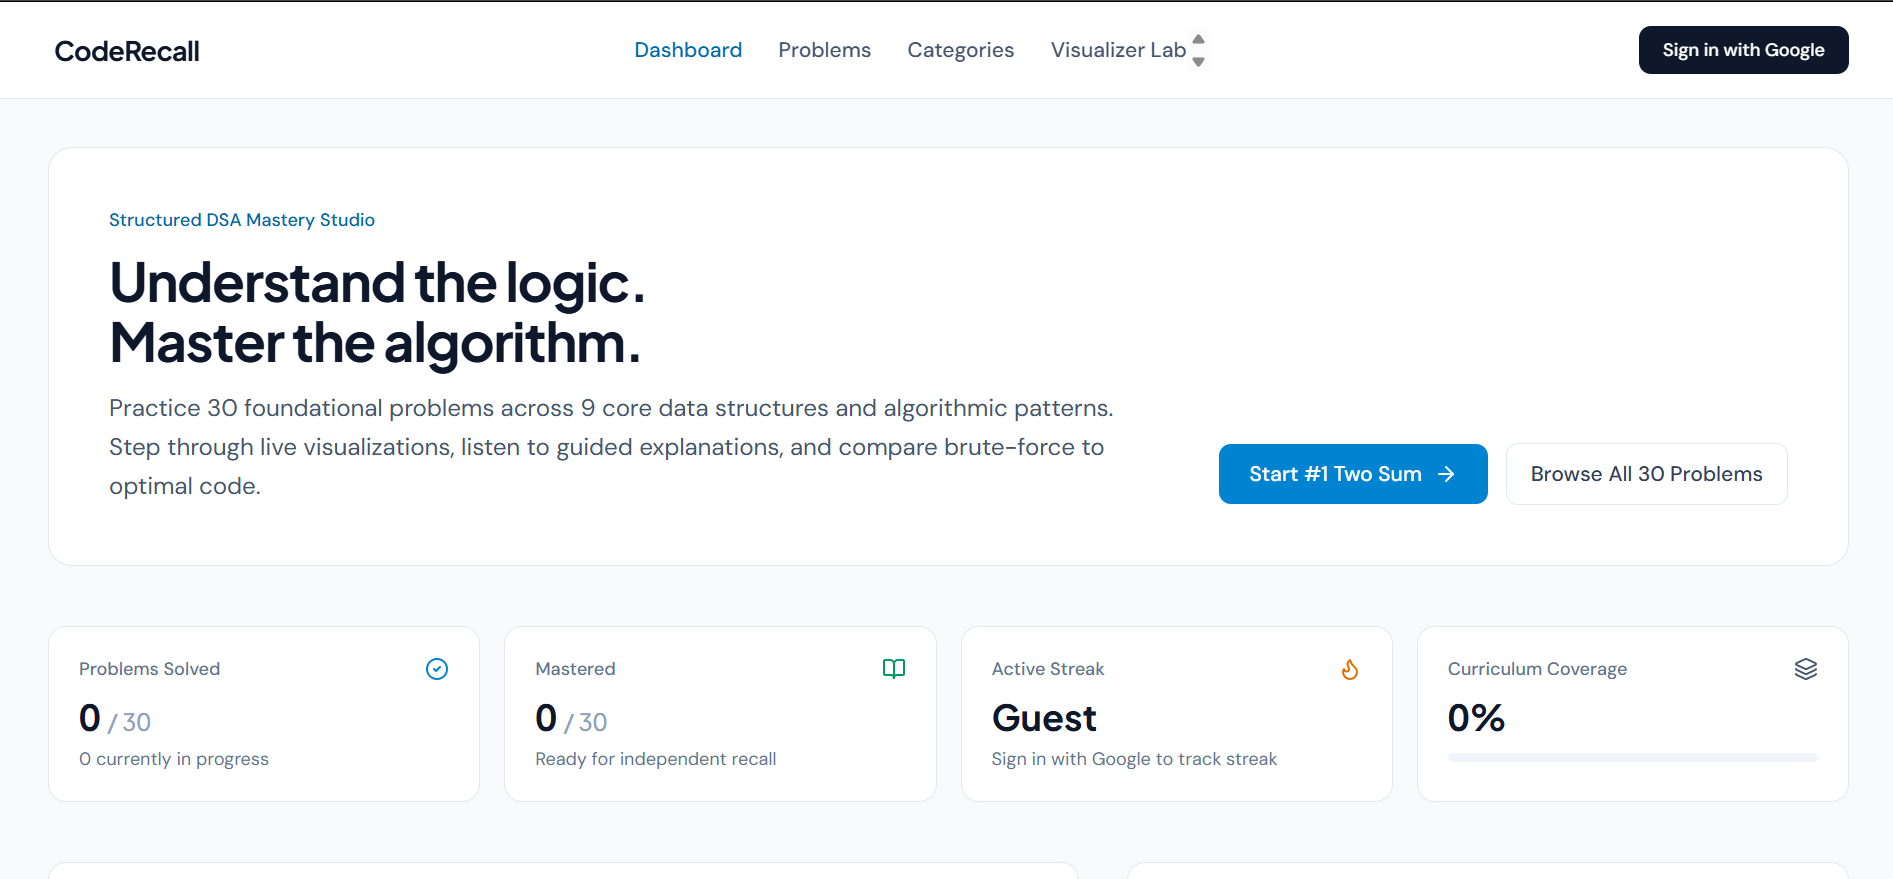 CodeRecall
Dashboard
Problems
Categories
Visualizer Lab
Sign in with Google
Structured DSA Mastery Studio
Understand the logic.
Master the algorithm.
Practice 30 foundational problems across 9 core data structures and algorithmic patterns.
Step through live visualizations, listen to guided explanations, and compare brute-force to
optimal code.
Start #1 Two Sum →
Browse All 30 Problems
Problems Solved
0 / 30
0 currently in progress
Mastered
0 / 30
Ready for independent recall
Active Streak
Guest
Sign in with Google to track streak
Curriculum Coverage
0%